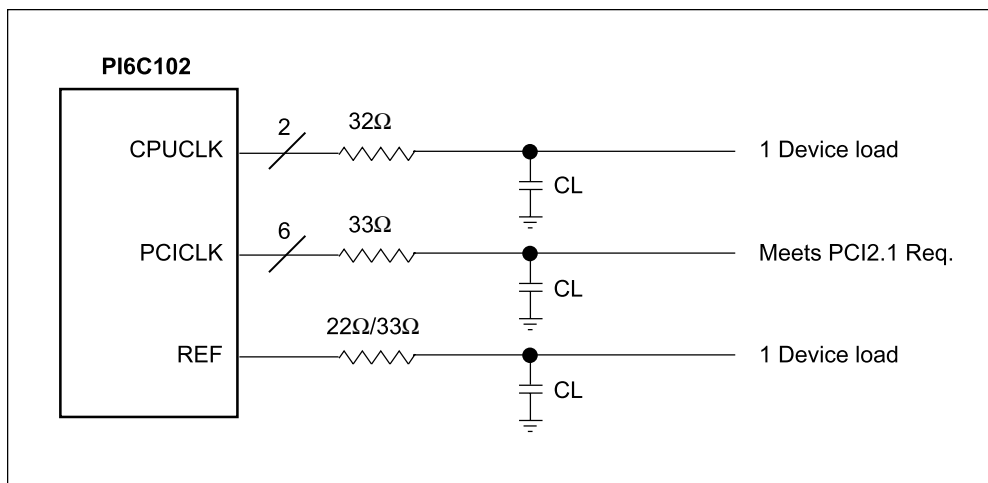 PI6C102
CPUCLK
2
32Ω
CL
1 Device load
PCICLK
6
33Ω
CL
Meets PCI2.1 Req.
REF
22Ω/33Ω
CL
1 Device load